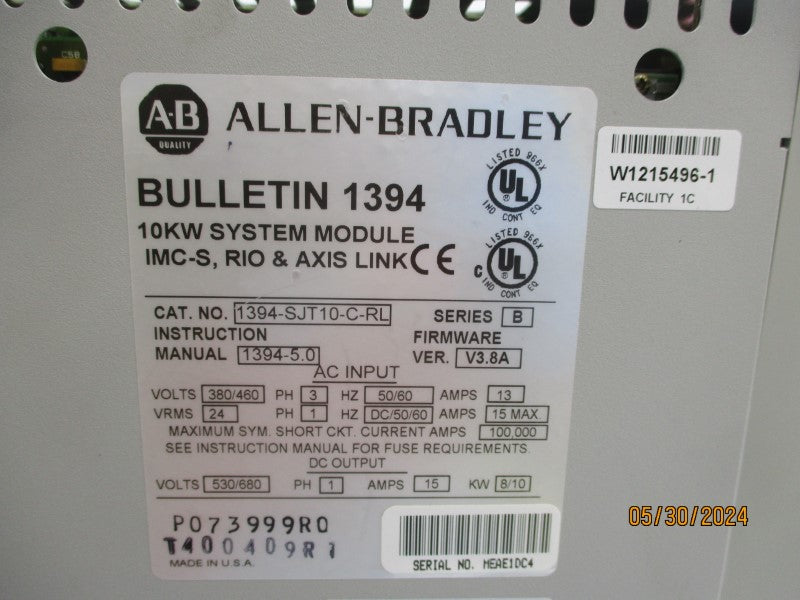 C58
A-B
QUALITY
ALLEN-BRADLEY
BULLETIN 1394
10KW SYSTEM MODULE
IMC-S, RIO & AXIS LINK CE
LISTED 966X
UL
®
IND CONT EQ
LISTED 966X
C UL
®
IND CONT EQ
W1215496-1
FACILITY 1C
CAT. NO. 1394-SJT10-C-RL SERIES B
INSTRUCTION FIRMWARE
MANUAL 1394-5.0 VER. V3.8A
AC INPUT
VOLTS 380/460 PH 3 HZ 50/60 AMPS 13
VRMS 24 PH 1 HZ DC/50/60 AMPS 15 MAX.
MAXIMUM SYM. SHORT CKT. CURRENT AMPS 100,000
SEE INSTRUCTION MANUAL FOR FUSE REQUIREMENTS.
DC OUTPUT
VOLTS 530/680 PH 1 AMPS 15 KW 8/10
P073999R0
T400409R1
MADE IN U.S.A.
SERIAL NO. MEAE1DC4
05/30/2024